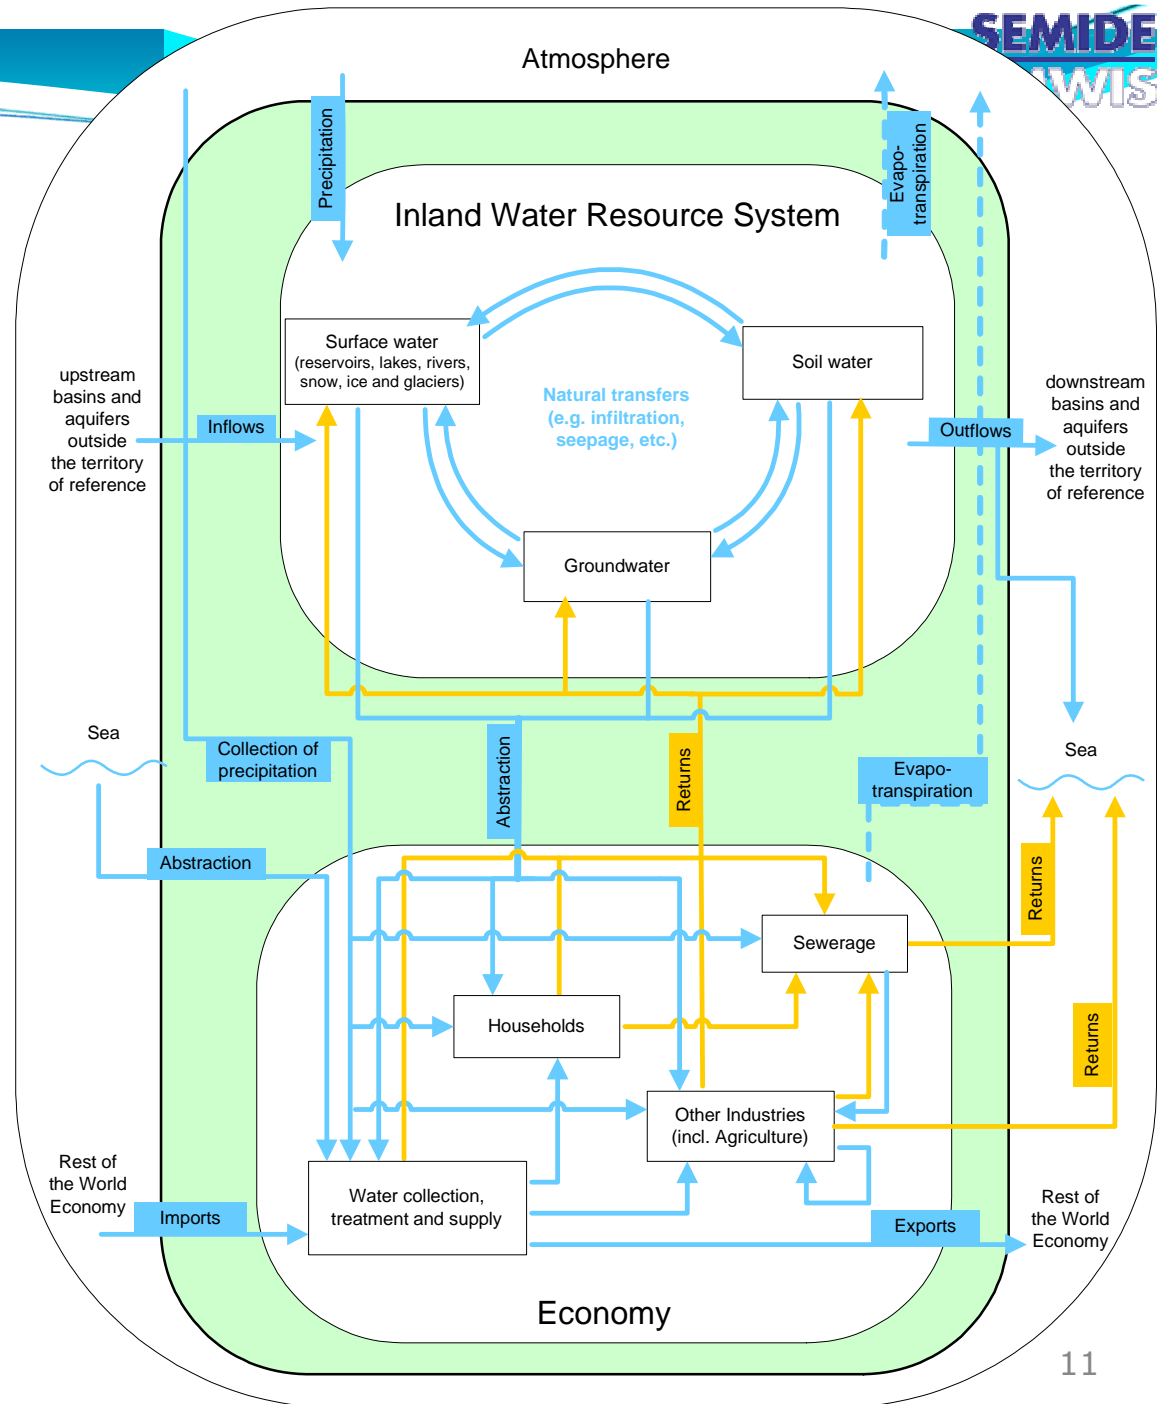 SEMIDE
Atmosphere
Precipitation
Evapo-
transpiration
Inland Water Resource System
Surface water
(reservoirs, lakes, rivers,
snow, ice and glaciers)
Soil water
upstream
basins and
aquifers
outside
the territory
of reference
Inflows
Natural transfers
(e.g. infiltration,
seepage, etc.)
Outflows
downstream
basins and
aquifers
outside
the territory
of reference
Groundwater
Sea
Collection of
precipitation
Abstraction
Returns
Evapo-
transpiration
Sea
Abstraction
Returns
Sewerage
Households
Returns
Other Industries
(incl. Agriculture)
Rest of
the World
Economy
Imports
Water collection,
treatment and supply
Exports
Rest of
the World
Economy
Economy
11